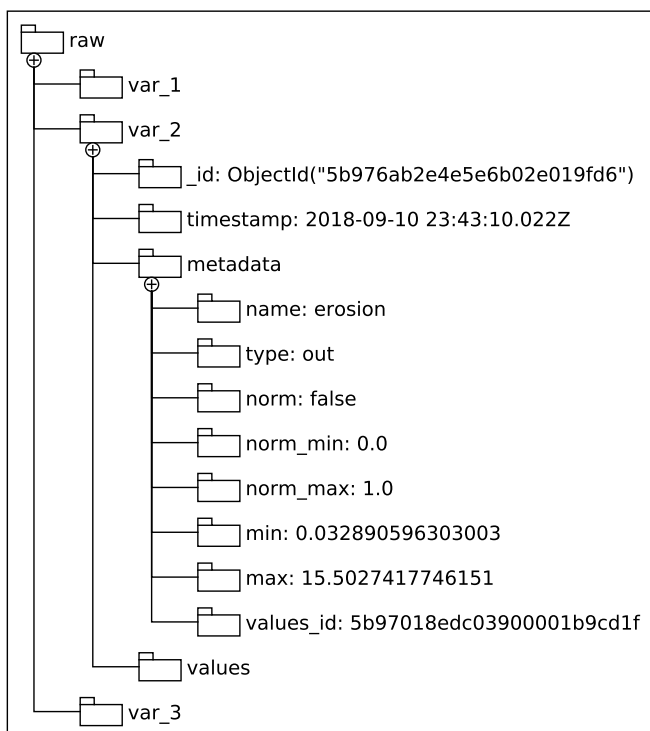 raw
var_1
var_2
_id: ObjectId("5b976ab2e4e5e6b02e019fd6")
timestamp: 2018-09-10 23:43:10.022Z
metadata
name: erosion
type: out
norm: false
norm_min: 0.0
norm_max: 1.0
min: 0.032890596303003
max: 15.5027417746151
values_id: 5b97018edc03900001b9cd1f
values
var_3